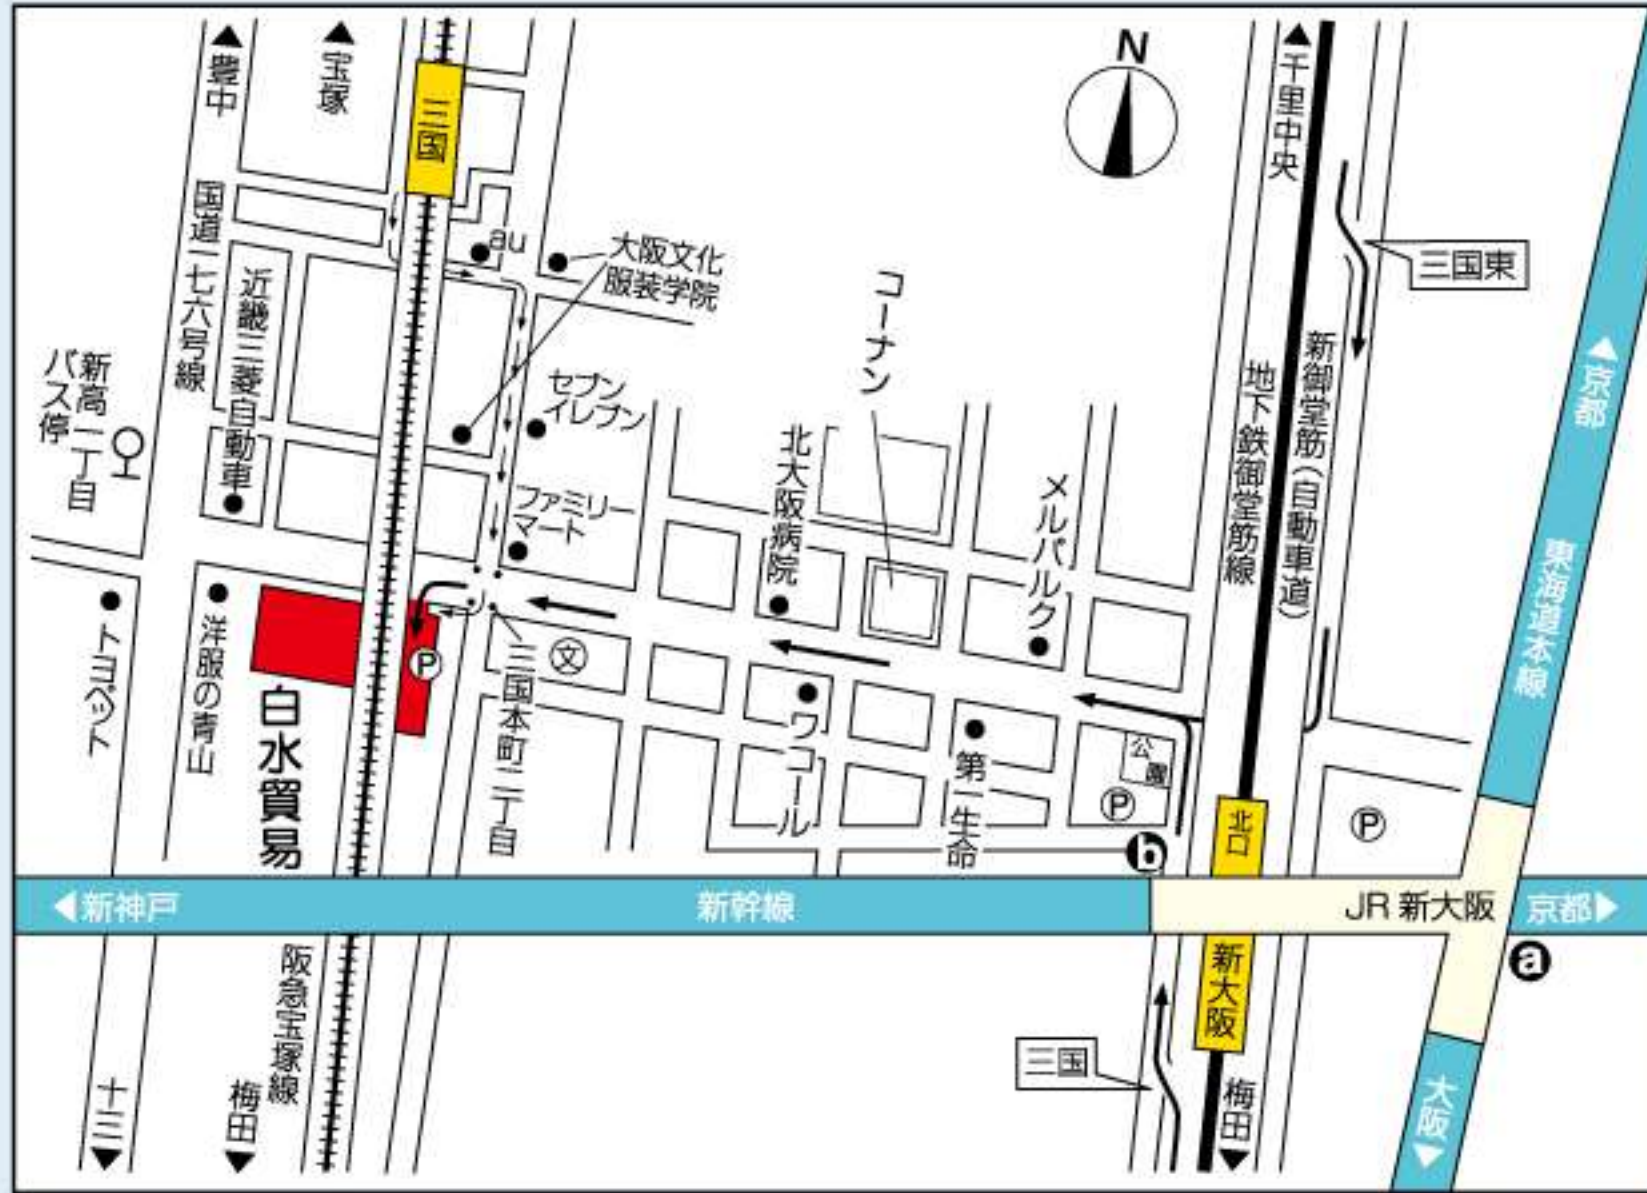 ▲豊中
▲宝塚
三国
N
▲千里中央
国道一七六号線
近畿三菱自動車
au
大阪文化
服装学院
コーナン
三国東
新高一丁目
バス停
セブン
イレブン
ファミリー
マート
北大阪病院
メルパルク
地下鉄御堂筋線
新御堂筋(自動車道)
▲京都
東海道本線
トヨペット
洋服の青山
白水貿易
P
文
三国本町二丁目
ワコール
第一生命
公園
P
P
b
北口
◀新神戸
新幹線
JR 新大阪
京都▶
a
新大阪
阪急宝塚線
三国
十三▼
梅田▼
梅田▼
大阪▼